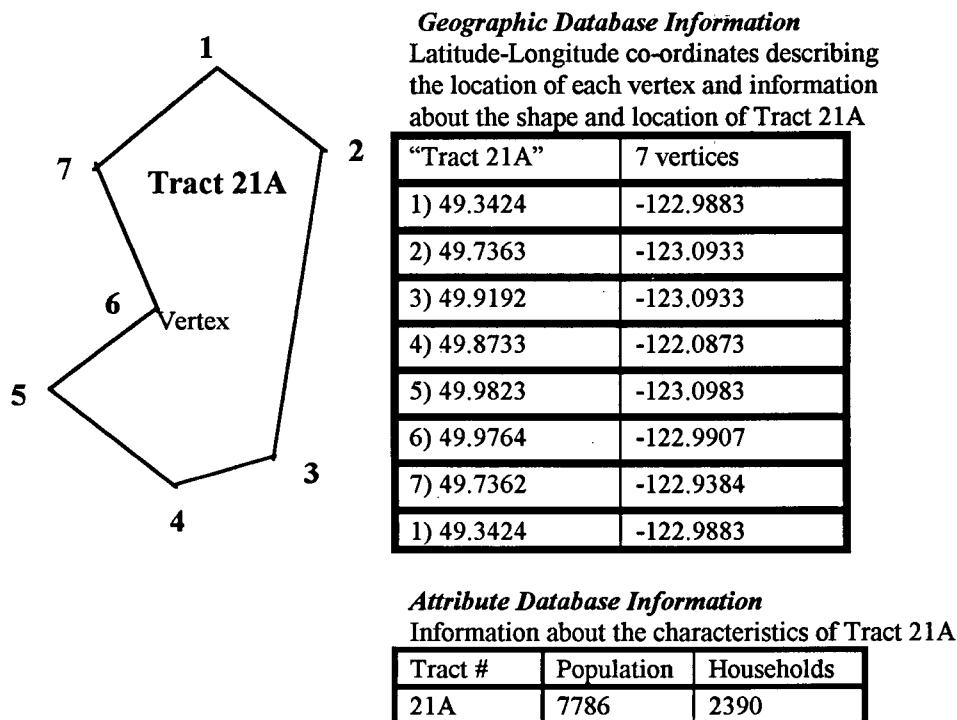 Geographic Database Information
Latitude-Longitude co-ordinates describing
the location of each vertex and information
about the shape and location of Tract 21A
1
2
7
Tract 21A
6
Vertex
5
3
4
“Tract 21A” 7 vertices
1) 49.3424 -122.9883
2) 49.7363 -123.0933
3) 49.9192 -123.0933
4) 49.8733 -122.0873
5) 49.9823 -123.0983
6) 49.9764 -122.9907
7) 49.7362 -122.9384
1) 49.3424 -122.9883
Attribute Database Information
Information about the characteristics of Tract 21A
Tract # Population Households
21A 7786 2390